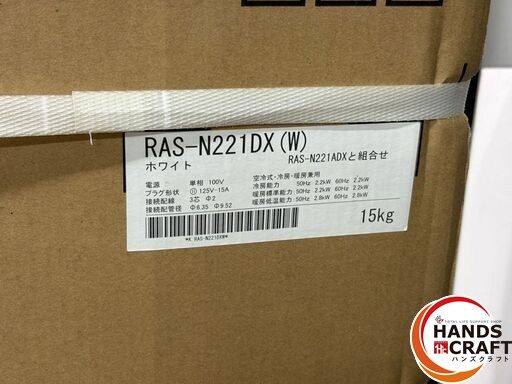 RAS-N221DX(W)
ホワイト
RAS-N221ADXと組合せ
電源 単相 100V
プラグ形状 125V-15A
接続配線 3芯 Φ2
接続配管径 Φ6.35 Φ9.52
空冷式・冷房・暖房兼用
冷房能力 50Hz 2.2kW 60Hz 2.2kW
暖房標準能力: 50Hz 2.2kW 60Hz 2.2kW
暖房低温能力: 50Hz 2.8kW 60Hz 2.8kW
15kg
*K RAS-N221DXW*
TOTAL LIFE SUPPORT SHOP
HANDS
CRAFT
ハンズクラフト